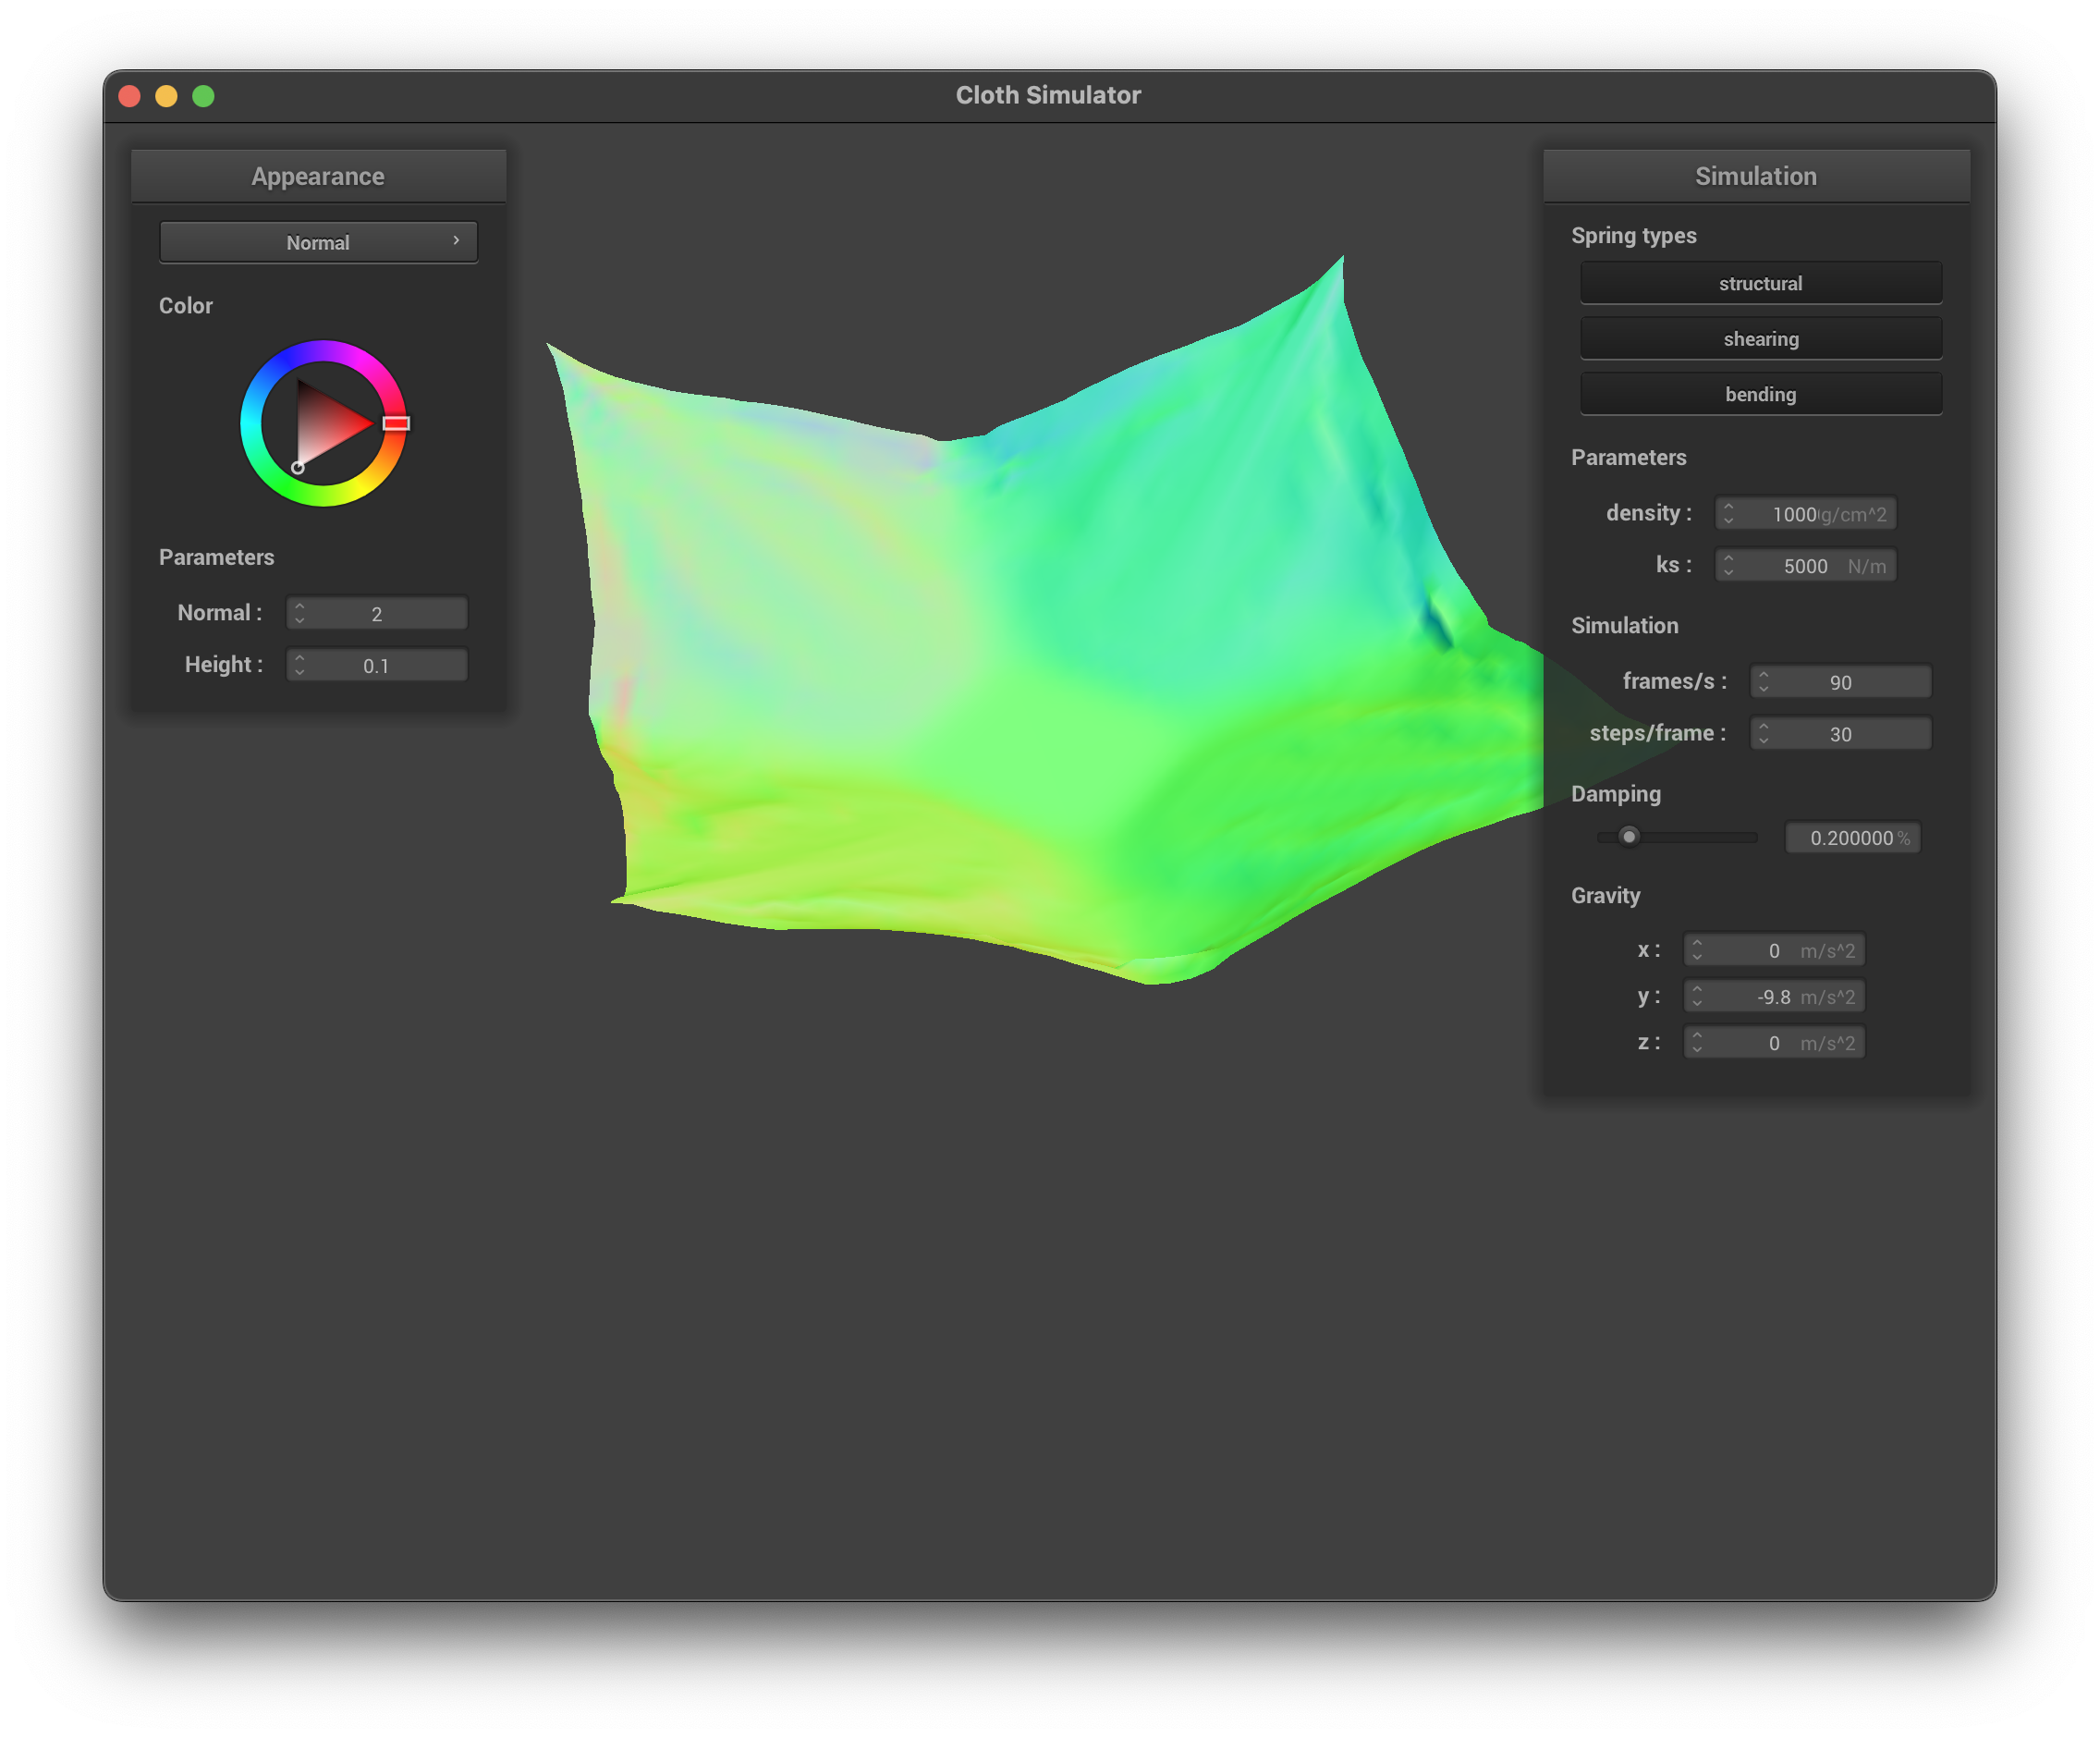 Cloth Simulator
Appearance
Normal
Color
Parameters
Normal : 2
Height : 0.1
Simulation
Spring types
structural
shearing
bending
Parameters
density : 1000 g/cm^2
ks : 5000 N/m
Simulation
frames/s : 90
steps/frame : 30
Damping
0.200000 %
Gravity
x : 0 m/s^2
y : -9.8 m/s^2
z : 0 m/s^2